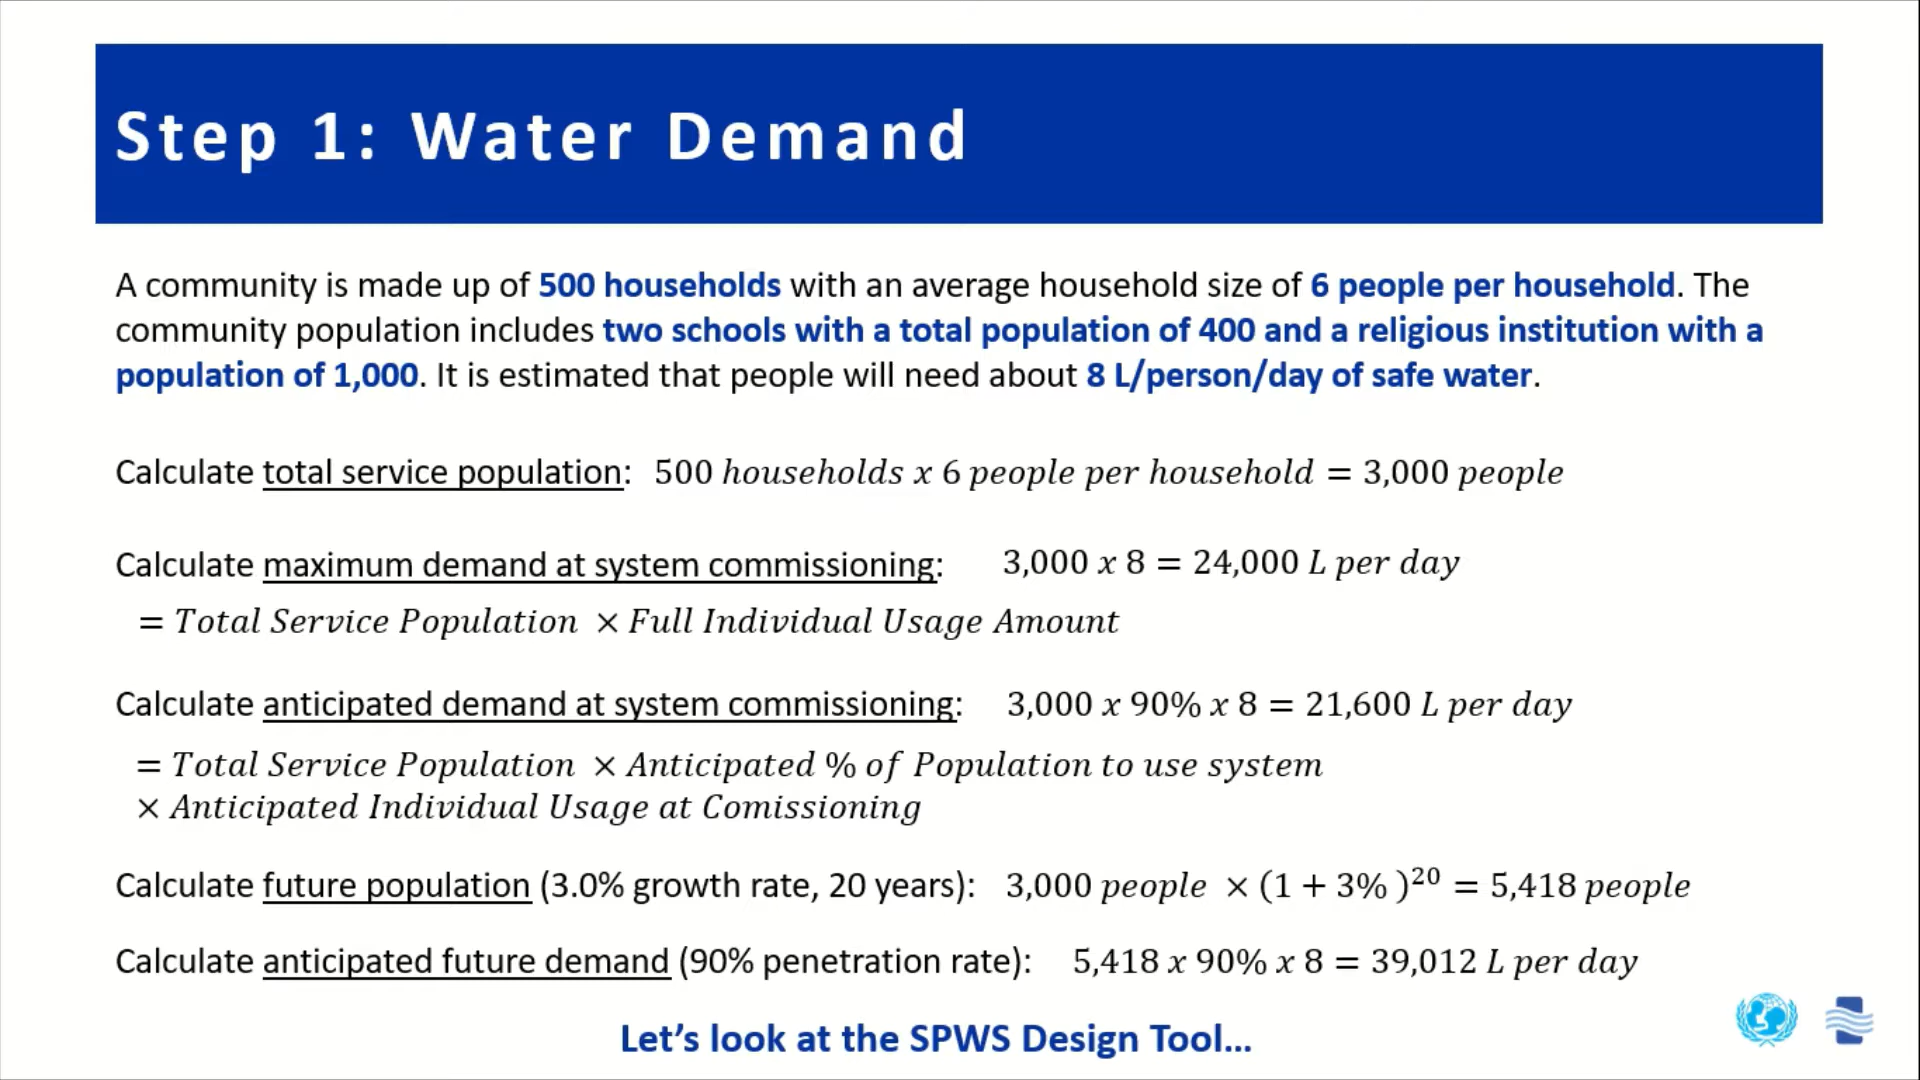 Step 1: Water Demand
A community is made up of 500 households with an average household size of 6 people per household. The
community population includes two schools with a total population of 400 and a religious institution with a
population of 1,000. It is estimated that people will need about 8 L/person/day of safe water.
Calculate total service population: 500 households x 6 people per household = 3,000 people
Calculate maximum demand at system commissioning: 3,000 x 8 = 24,000 L per day
= Total Service Population × Full Individual Usage Amount
Calculate anticipated demand at system commissioning: 3,000 x 90% x 8 = 21,600 L per day
= Total Service Population × Anticipated % of Population to use system
× Anticipated Individual Usage at Comissioning
Calculate future population (3.0% growth rate, 20 years): 3,000 people × (1 + 3% )²⁰ = 5,418 people
Calculate anticipated future demand (90% penetration rate): 5,418 x 90% x 8 = 39,012 L per day
Let’s look at the SPWS Design Tool…